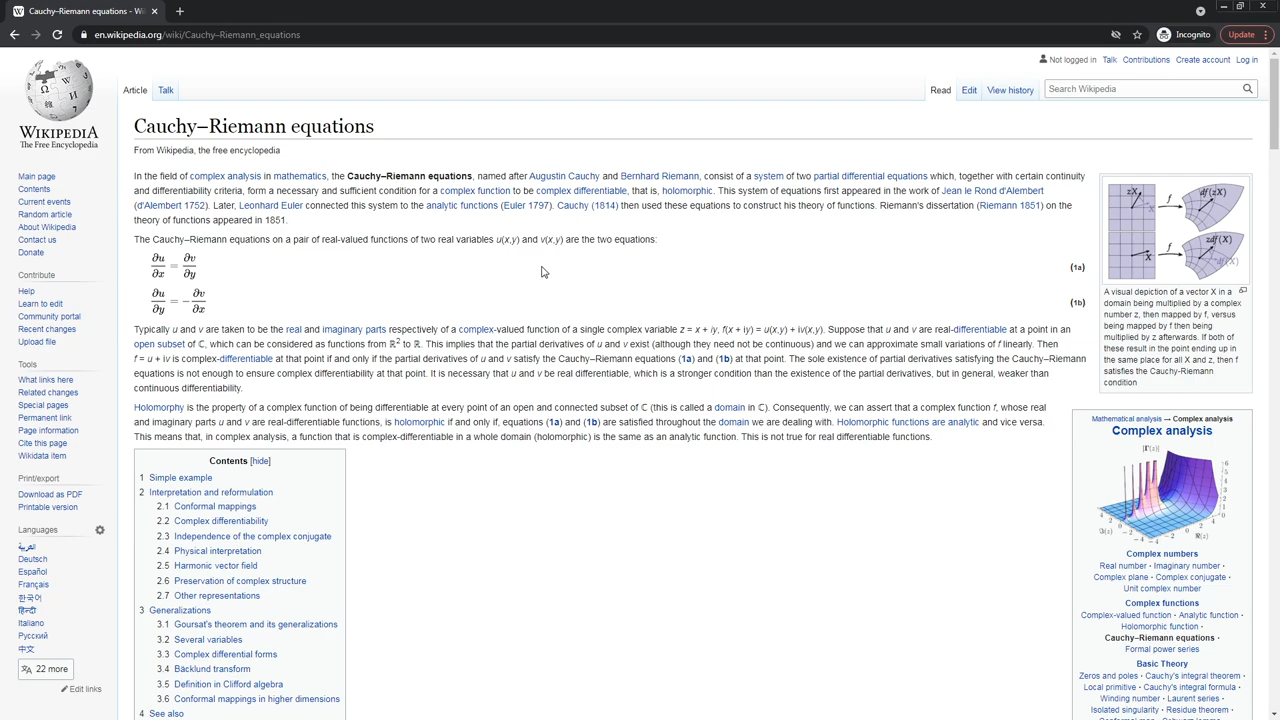 Cauchy–Riemann equations - Wi
en.wikipedia.org/wiki/Cauchy–Riemann_equations
Incognito
Update
Not logged in Talk Contributions Create account Log in
Article Talk
Read Edit View history Search Wikipedia
WIKIPEDIA
The Free Encyclopedia
Main page
Contents
Current events
Random article
About Wikipedia
Contact us
Donate
Contribute
Help
Learn to edit
Community portal
Recent changes
Upload file
Tools
What links here
Related changes
Special pages
Permanent link
Page information
Cite this page
Wikidata item
Print/export
Download as PDF
Printable version
Languages
العربية
Deutsch
Español
Français
한국어
हिन्दी
Italiano
Русский
中文
22 more
Edit links
Cauchy–Riemann equations
From Wikipedia, the free encyclopedia
In the field of complex analysis in mathematics, the Cauchy–Riemann equations, named after Augustin Cauchy and Bernhard Riemann, consist of a system of two partial differential equations which, together with certain continuity
and differentiability criteria, form a necessary and sufficient condition for a complex function to be complex differentiable, that is, holomorphic. This system of equations first appeared in the work of Jean le Rond d'Alembert
(d'Alembert 1752). Later, Leonhard Euler connected this system to the analytic functions (Euler 1797). Cauchy (1814) then used these equations to construct his theory of functions. Riemann's dissertation (Riemann 1851) on the
theory of functions appeared in 1851.
The Cauchy–Riemann equations on a pair of real-valued functions of two real variables u(x,y) and v(x,y) are the two equations:
∂u/∂x = ∂v/∂y (1a)
∂u/∂y = −∂v/∂x (1b)
Typically u and v are taken to be the real and imaginary parts respectively of a complex-valued function of a single complex variable z = x + iy, f(x + iy) = u(x,y) + iv(x,y). Suppose that u and v are real-differentiable at a point in an
open subset of ℂ, which can be considered as functions from ℝ² to ℝ. This implies that the partial derivatives of u and v exist (although they need not be continuous) and we can approximate small variations of f linearly. Then
f = u + iv is complex-differentiable at that point if and only if the partial derivatives of u and v satisfy the Cauchy–Riemann equations (1a) and (1b) at that point. The sole existence of partial derivatives satisfying the Cauchy–Riemann
equations is not enough to ensure complex differentiability at that point. It is necessary that u and v be real differentiable, which is a stronger condition than the existence of the partial derivatives, but in general, weaker than
continuous differentiability.
Holomorphy is the property of a complex function of being differentiable at every point of an open and connected subset of ℂ (this is called a domain in ℂ). Consequently, we can assert that a complex function f, whose real
and imaginary parts u and v are real-differentiable functions, is holomorphic if and only if, equations (1a) and (1b) are satisfied throughout the domain we are dealing with. Holomorphic functions are analytic and vice versa.
This means that, in complex analysis, a function that is complex-differentiable in a whole domain (holomorphic) is the same as an analytic function. This is not true for real differentiable functions.
Contents [hide]
1 Simple example
2 Interpretation and reformulation
2.1 Conformal mappings
2.2 Complex differentiability
2.3 Independence of the complex conjugate
2.4 Physical interpretation
2.5 Harmonic vector field
2.6 Preservation of complex structure
2.7 Other representations
3 Generalizations
3.1 Goursat's theorem and its generalizations
3.2 Several variables
3.3 Complex differential forms
3.4 Bäcklund transform
3.5 Definition in Clifford algebra
3.6 Conformal mappings in higher dimensions
4 See also
zX f df(zX)
X
X f zdf(X)
df(X)
A visual depiction of a vector X in a
domain being multiplied by a complex
number z, then mapped by f, versus
being mapped by f then being
multiplied by z afterwards. If both of
these result in the point ending up
in the same place for all X and z, then f
satisfies the Cauchy-Riemann
condition
Mathematical analysis → Complex analysis
Complex analysis
|Γ(z)|
6
5
4
3
2
1
0
4 2 0 −2 −4
−4 −2 0 2 4
ℑ(z) ℜ(z)
Complex numbers
Real number · Imaginary number ·
Complex plane · Complex conjugate ·
Unit complex number
Complex functions
Complex-valued function · Analytic function ·
Holomorphic function ·
Cauchy–Riemann equations ·
Formal power series
Basic Theory
Zeros and poles · Cauchy's integral theorem ·
Local primitive · Cauchy's integral formula ·
Winding number · Laurent series ·
Isolated singularity · Residue theorem ·